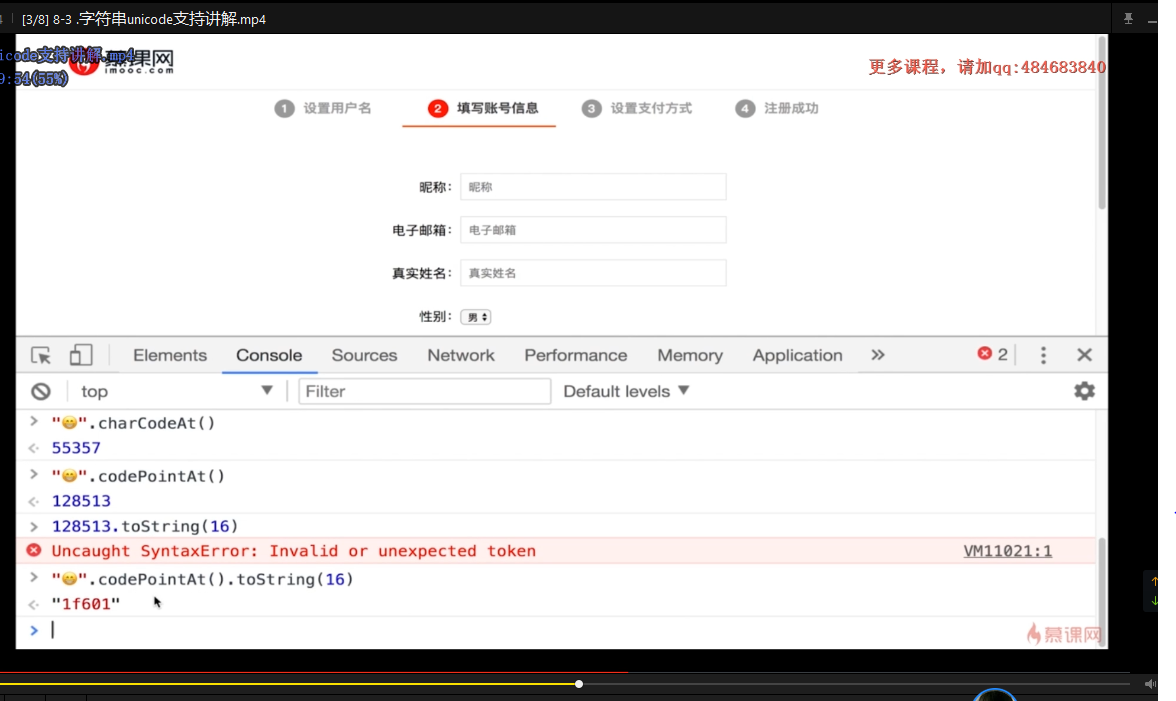 [3/8] 8-3 .字符串unicode支持讲解.mp4
icode支持讲解.mp4
9:54(55%)
慕课网
imooc.com
更多课程，请加qq:484683840
1 设置用户名
2 填写账号信息
3 设置支付方式
4 注册成功
昵称： 昵称
电子邮箱： 电子邮箱
真实姓名： 真实姓名
性别： 男
Elements Console Sources Network Performance Memory Application » 2
top Filter Default levels
> "😁".charCodeAt()
55357
> "😁".codePointAt()
128513
> 128513.toString(16)
Uncaught SyntaxError: Invalid or unexpected token VM11021:1
> "😁".codePointAt().toString(16)
"1f601"
>
慕课网